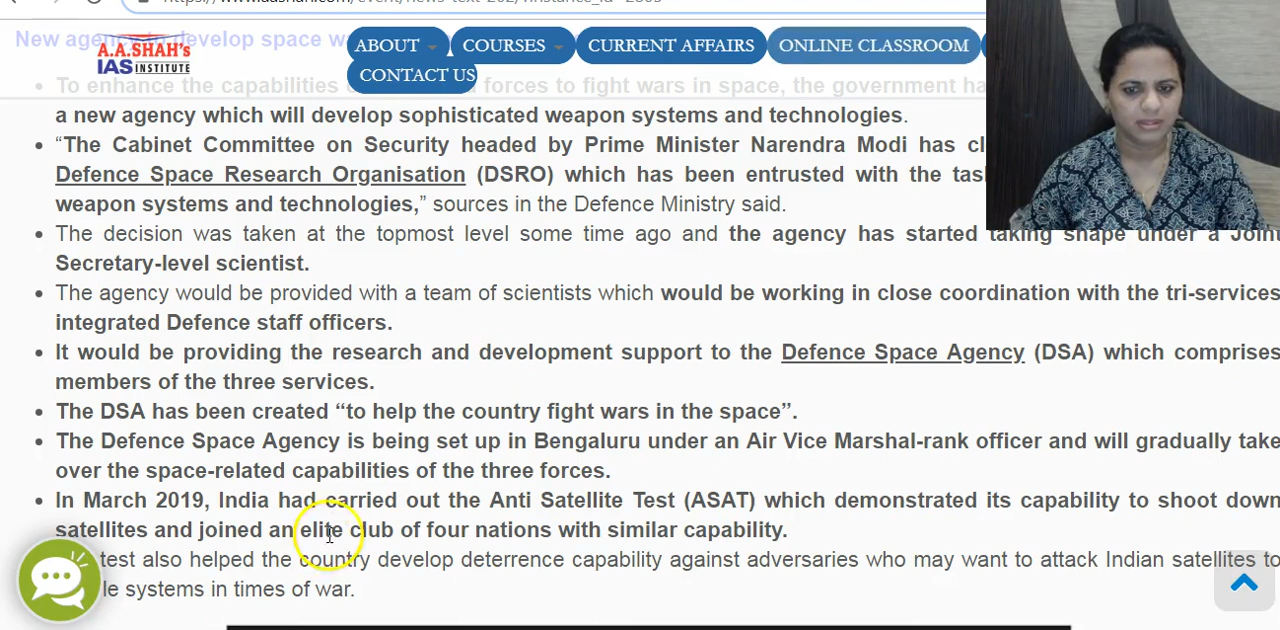 New age to develop space w
A.A.SHAH's
IAS INSTITUTE
ABOUT
COURSES
CURRENT AFFAIRS
ONLINE CLASSROOM
CONTACT US
To enhance the capabilities forces to fight wars in space, the government ha
a new agency which will develop sophisticated weapon systems and technologies.
“The Cabinet Committee on Security headed by Prime Minister Narendra Modi has cl
Defence Space Research Organisation (DSRO) which has been entrusted with the task
weapon systems and technologies,” sources in the Defence Ministry said.
The decision was taken at the topmost level some time ago and the agency has started taking shape under a Joint
Secretary-level scientist.
The agency would be provided with a team of scientists which would be working in close coordination with the tri-services
integrated Defence staff officers.
It would be providing the research and development support to the Defence Space Agency (DSA) which comprises
members of the three services.
The DSA has been created “to help the country fight wars in the space”.
The Defence Space Agency is being set up in Bengaluru under an Air Vice Marshal-rank officer and will gradually take
over the space-related capabilities of the three forces.
In March 2019, India had carried out the Anti Satellite Test (ASAT) which demonstrated its capability to shoot down
satellites and joined an elite club of four nations with similar capability.
test also helped the country develop deterrence capability against adversaries who may want to attack Indian satellites to
le systems in times of war.